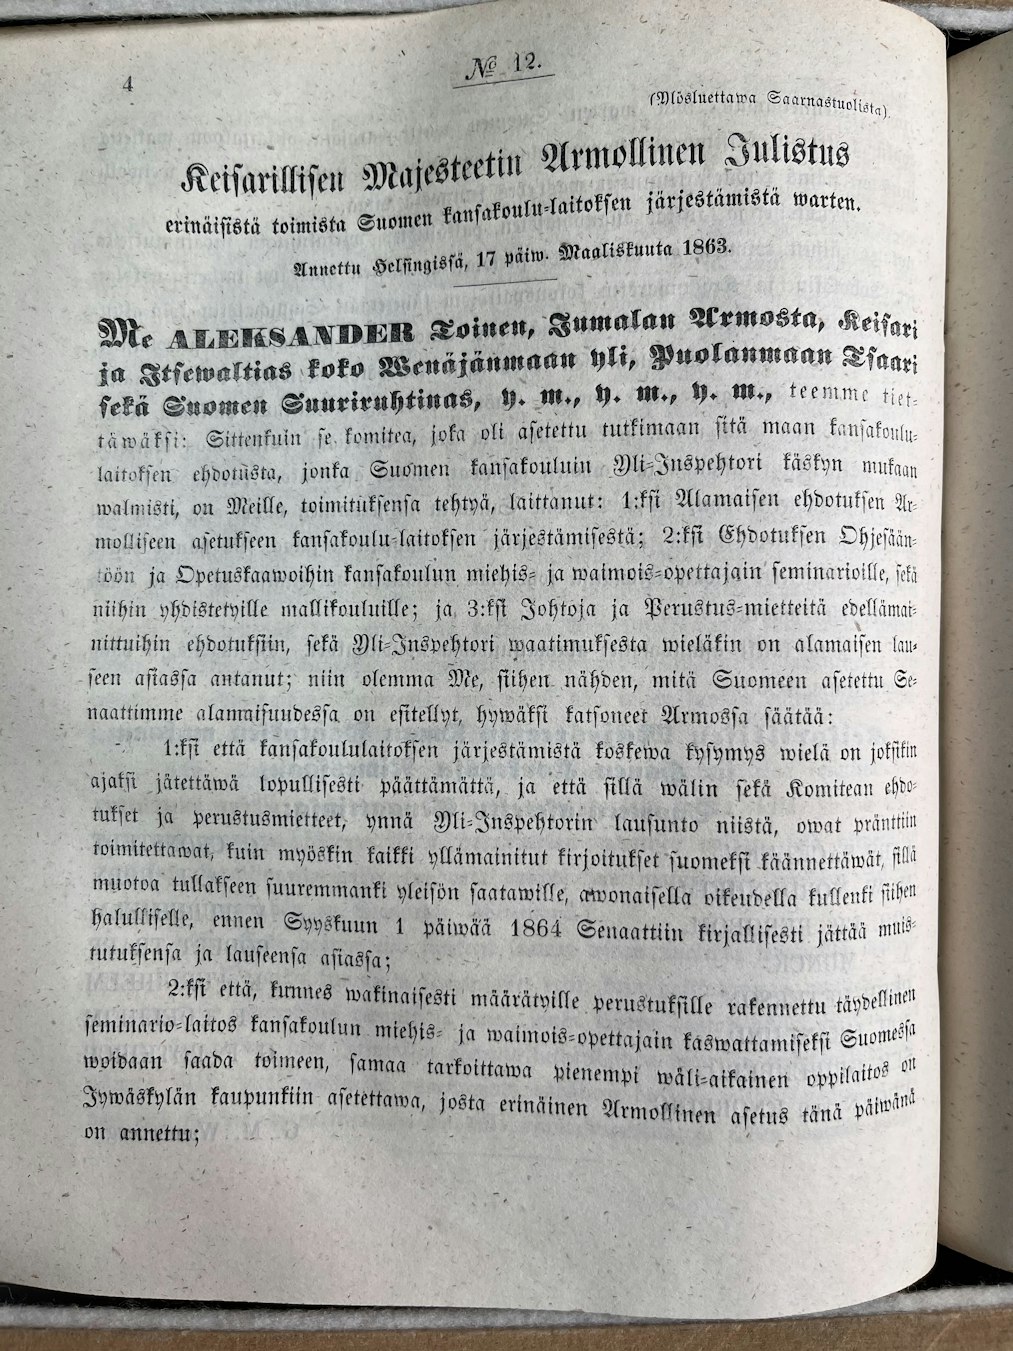 4
№ 12.
(Ylösluettawa Saarnastuolista).
Keisarillisen Majesteetin Armollinen Julistus
erinäisistä toimista Suomen kansakoulu-laitoksen järjestämistä warten.
Annettu Helsingissä, 17 päiw. Maaliskuuta 1863.
Me ALEKSANDER Toinen, Jumalan Armosta, Keisari
ja Itsewaltias koko Wenäjänmaan yli, Puolanmaan Tsaari
sekä Suomen Suuriruhtinas, y. m., y. m., y. m., teemme tiet-
täwäksi: Sittenkuin se komitea, joka oli asetettu tutkimaan sitä maan kansakoulu-
laitoksen ehdotusta, jonka Suomen kansakouluin Yli-Inspehtori käskyn mukaan
walmisti, on Meille, toimituksensa tehtyä, laittanut: 1:ksi Alamaisen ehdotuksen Ar-
molliseen asetukseen kansakoulu-laitoksen järjestämisestä; 2:ksi Ehdotuksen Ohjesään-
töön ja Opetuskaawoihin kansakoulun miehis- ja waimois-opettajain seminarioille, sekä
niihin yhdistetyille mallikouluille; ja 3:ksi Johtoja ja Perustus-mietteitä edellämai-
nittuihin ehdotuksiin, sekä Yli-Inspehtori waatimuksesta wieläkin on alamaisen lau-
seen asiassa antanut; niin olemma Me, siihen nähden, mitä Suomeen asetettu Se-
naattimme alamaisuudessa on esitellyt, hywäksi katsoneet Armossa säätää:
1:ksi että kansakoululaitoksen järjestämistä koskewa kysymys wielä on joksikin
ajaksi jätettäwä lopullisesti päättämättä, ja että sillä wälin sekä Komitean ehdo-
tukset ja perustusmietteet, ynnä Yli-Inspehtorin lausunto niistä, owat pränttiin
toimitettawat, kuin myöskin kaikki yllämainitut kirjoitukset suomeksi käännettäwät, sillä
muotoa tullakseen suuremmanki yleisön saatawille, awonaisella oikeudella kullenki siihen
halulliselle, ennen Syyskuun 1 päiwää 1864 Senaattiin kirjallisesti jättää muis-
tutuksensa ja lauseensa asiassa;
2:ksi että, kunnes wakinaisesti määrätyille perustuksille rakennettu täydellinen
seminario-laitos kansakoulun miehis- ja waimois-opettajain kaswattamiseksi Suomessa
woidaan saada toimeen, samaa tarkoittawa pienempi wäli-aikainen oppilaitos on
Jywäskylän kaupunkiin asetettawa, josta erinäinen Armollinen asetus tänä päiwänä
on annettu;